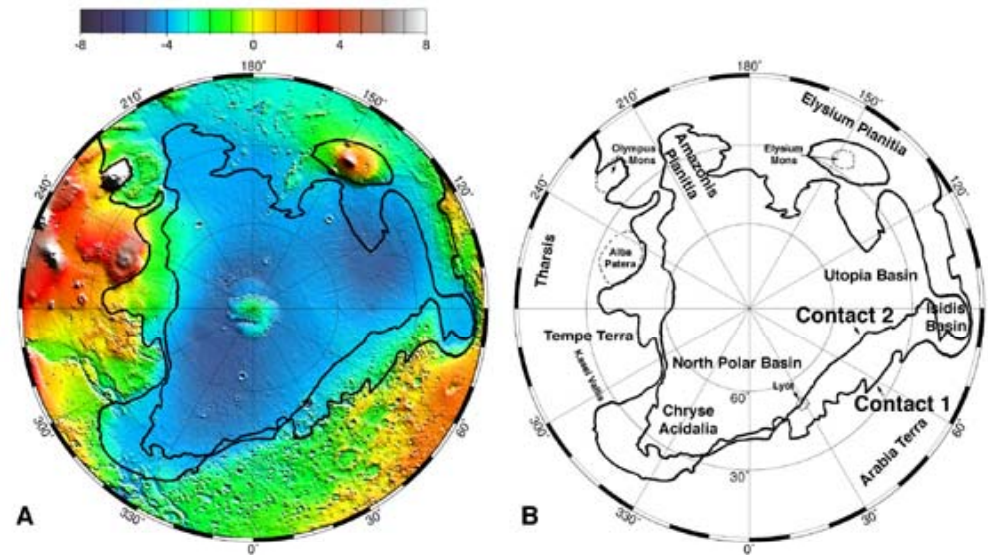 -8 -4 0 4 8
180°
210°
150°
240°
120°
300°
60°
330°
30°
0°
A
180°
210°
150°
Elysium Planitia
Olympus
Mons
Amazonis
Planitia
Elysium
Mons
240°
120°
Tharsis
Alba
Patera
Utopia Basin
Contact 2
Isidis
Basin
Tempe Terra
Kasei Vallis
North Polar Basin
Lyot
60°
Contact 1
Chryse
Acidalia
300°
60°
Arabia Terra
30°
330°
30°
0°
B